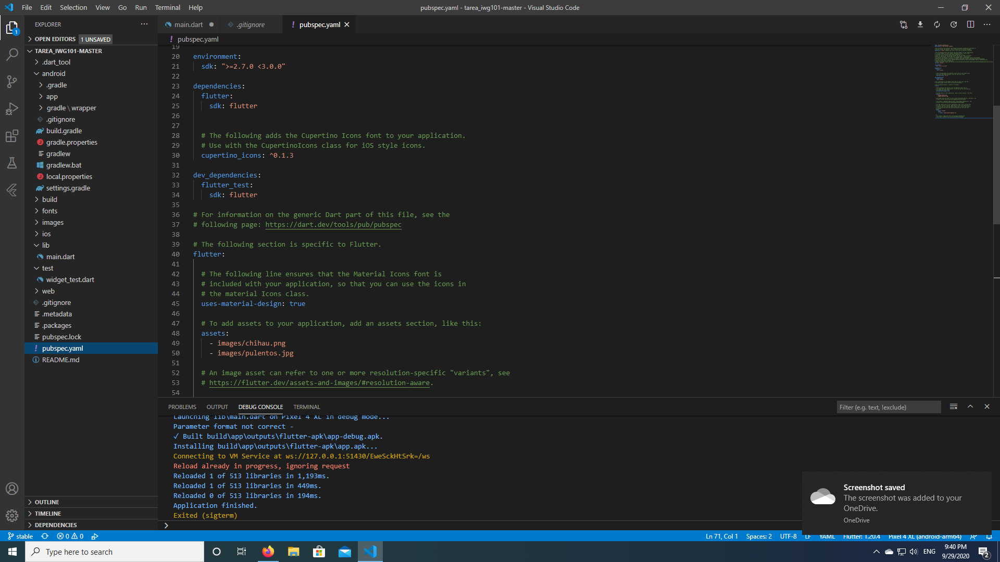 File Edit Selection View Go Run Terminal Help
pubspec.yaml - tarea_iwg101-master - Visual Studio Code
EXPLORER
main.dart
.gitignore
! pubspec.yaml
OPEN EDITORS 1 UNSAVED
! pubspec.yaml
TAREA_IWG101-MASTER
.dart_tool
android
.gradle
app
gradle \ wrapper
.gitignore
build.gradle
gradle.properties
gradlew
gradlew.bat
local.properties
settings.gradle
build
fonts
images
ios
lib
main.dart
test
widget_test.dart
web
.gitignore
.metadata
.packages
pubspec.lock
! pubspec.yaml
README.md
OUTLINE
TIMELINE
DEPENDENCIES
19
20 environment:
21 sdk: ">=2.7.0 <3.0.0"
22
23 dependencies:
24 flutter:
25 sdk: flutter
26
27
28 # The following adds the Cupertino Icons font to your application.
29 # Use with the CupertinoIcons class for iOS style icons.
30 cupertino_icons: ^0.1.3
31
32 dev_dependencies:
33 flutter_test:
34 sdk: flutter
35
36 # For information on the generic Dart part of this file, see the
37 # following page: https://dart.dev/tools/pub/pubspec
38
39 # The following section is specific to Flutter.
40 flutter:
41
42 # The following line ensures that the Material Icons font is
43 # included with your application, so that you can use the icons in
44 # the material Icons class.
45 uses-material-design: true
46
47 # To add assets to your application, add an assets section, like this:
48 assets:
49 - images/chihau.png
50 - images/pulentos.jpg
51
52 # An image asset can refer to one or more resolution-specific "variants", see
53 # https://flutter.dev/assets-and-images/#resolution-aware.
54
PROBLEMS OUTPUT DEBUG CONSOLE TERMINAL
Filter (e.g. text, !exclude)
Launching lib\main.dart on Pixel 4 XL in debug mode...
Parameter format not correct -
✓ Built build\app\outputs\flutter-apk\app-debug.apk.
Installing build\app\outputs\flutter-apk\app.apk...
Connecting to VM Service at ws://127.0.0.1:51430/EweSckHtSrk=/ws
Reload already in progress, ignoring request
Reloaded 1 of 513 libraries in 1,193ms.
Reloaded 1 of 513 libraries in 449ms.
Reloaded 0 of 513 libraries in 194ms.
Application finished.
Exited (sigterm)
Screenshot saved
The screenshot was added to your
OneDrive.
OneDrive
stable 0 0
Ln 71, Col 1 Spaces: 2 UTF-8 LF YAML Flutter: 1.20.4 Pixel 4 XL (android-arm64)
Type here to search
ENG
9:40 PM
9/29/2020
2
1